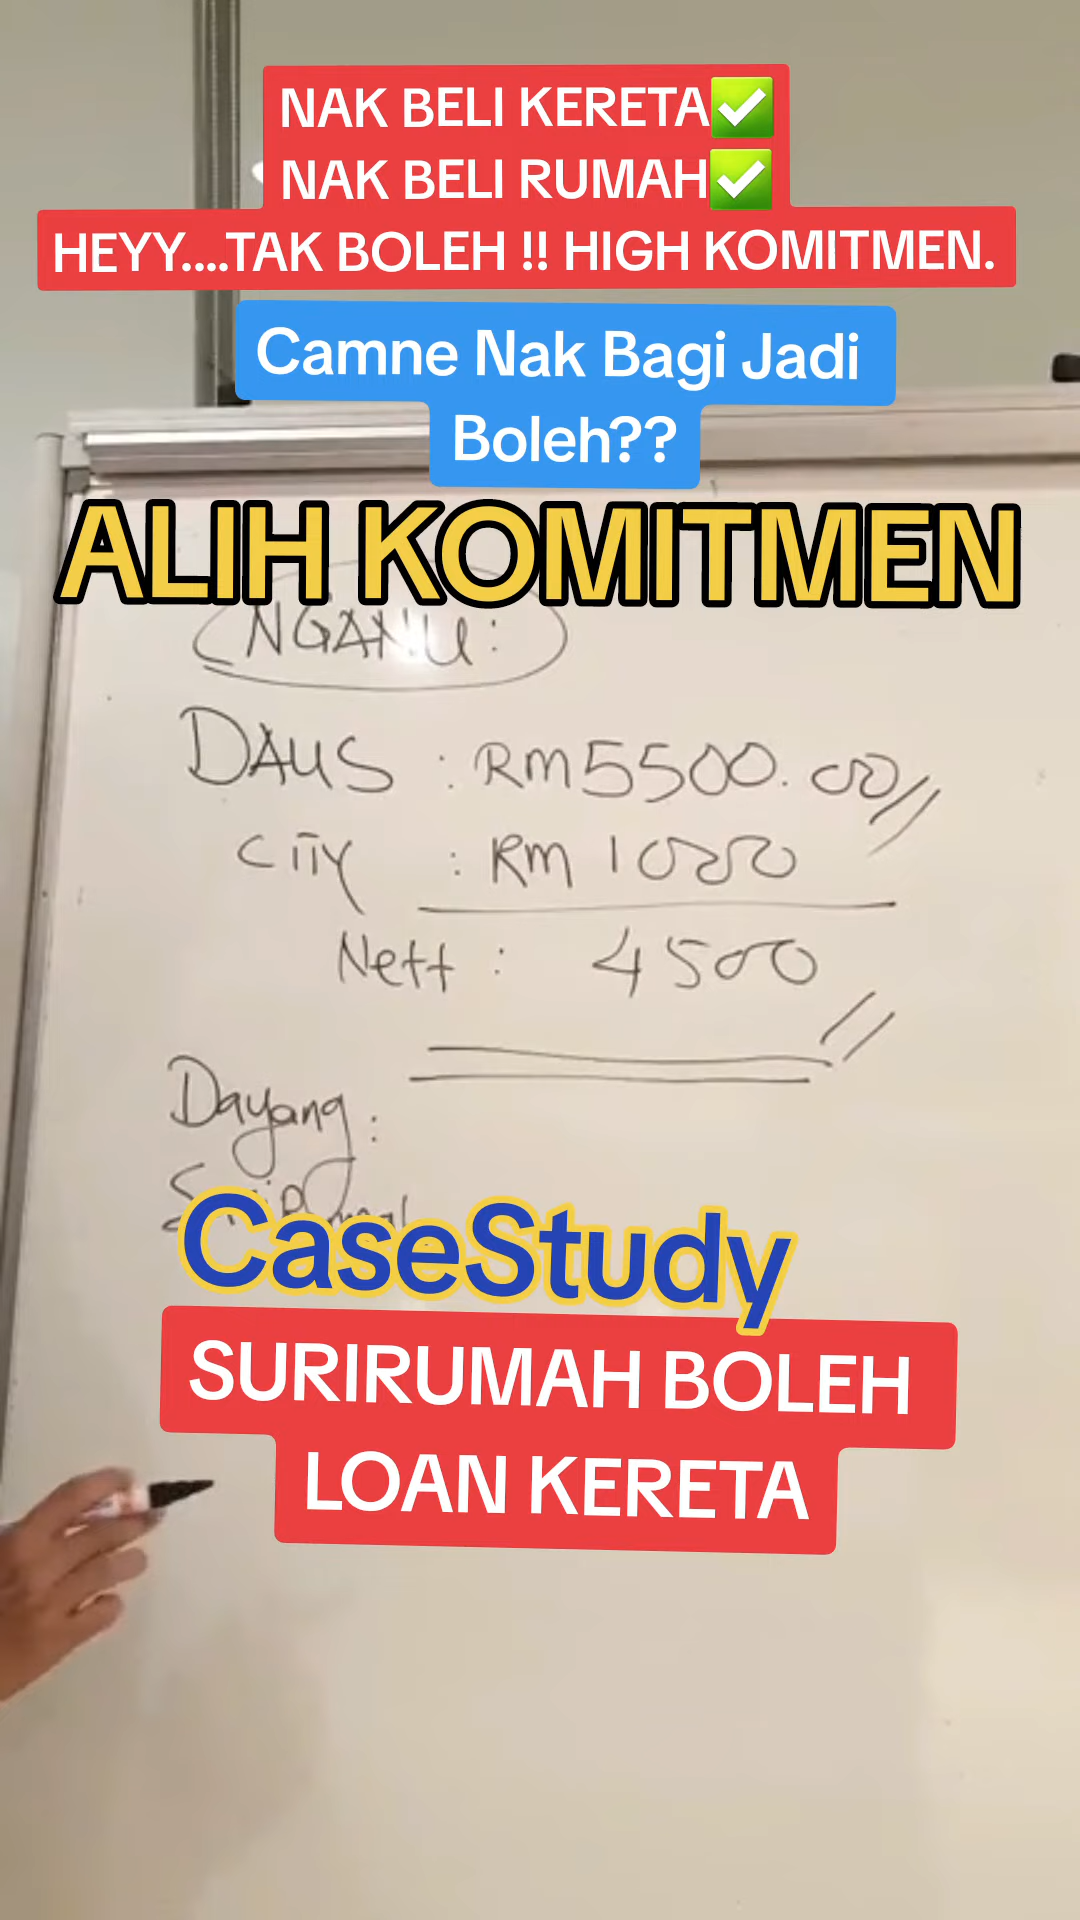 NAK BELI KERETA✅
NAK BELI RUMAH✅
HEYY....TAK BOLEH !! HIGH KOMITMEN.
Camne Nak Bagi Jadi
Boleh??
ALIH KOMITMEN
NGANU:
DAUS : RM5500.00//
CITY : RM 1000
Nett : 4500 //
Dayang :
CaseStudy
SURIRUMAH BOLEH
LOAN KERETA